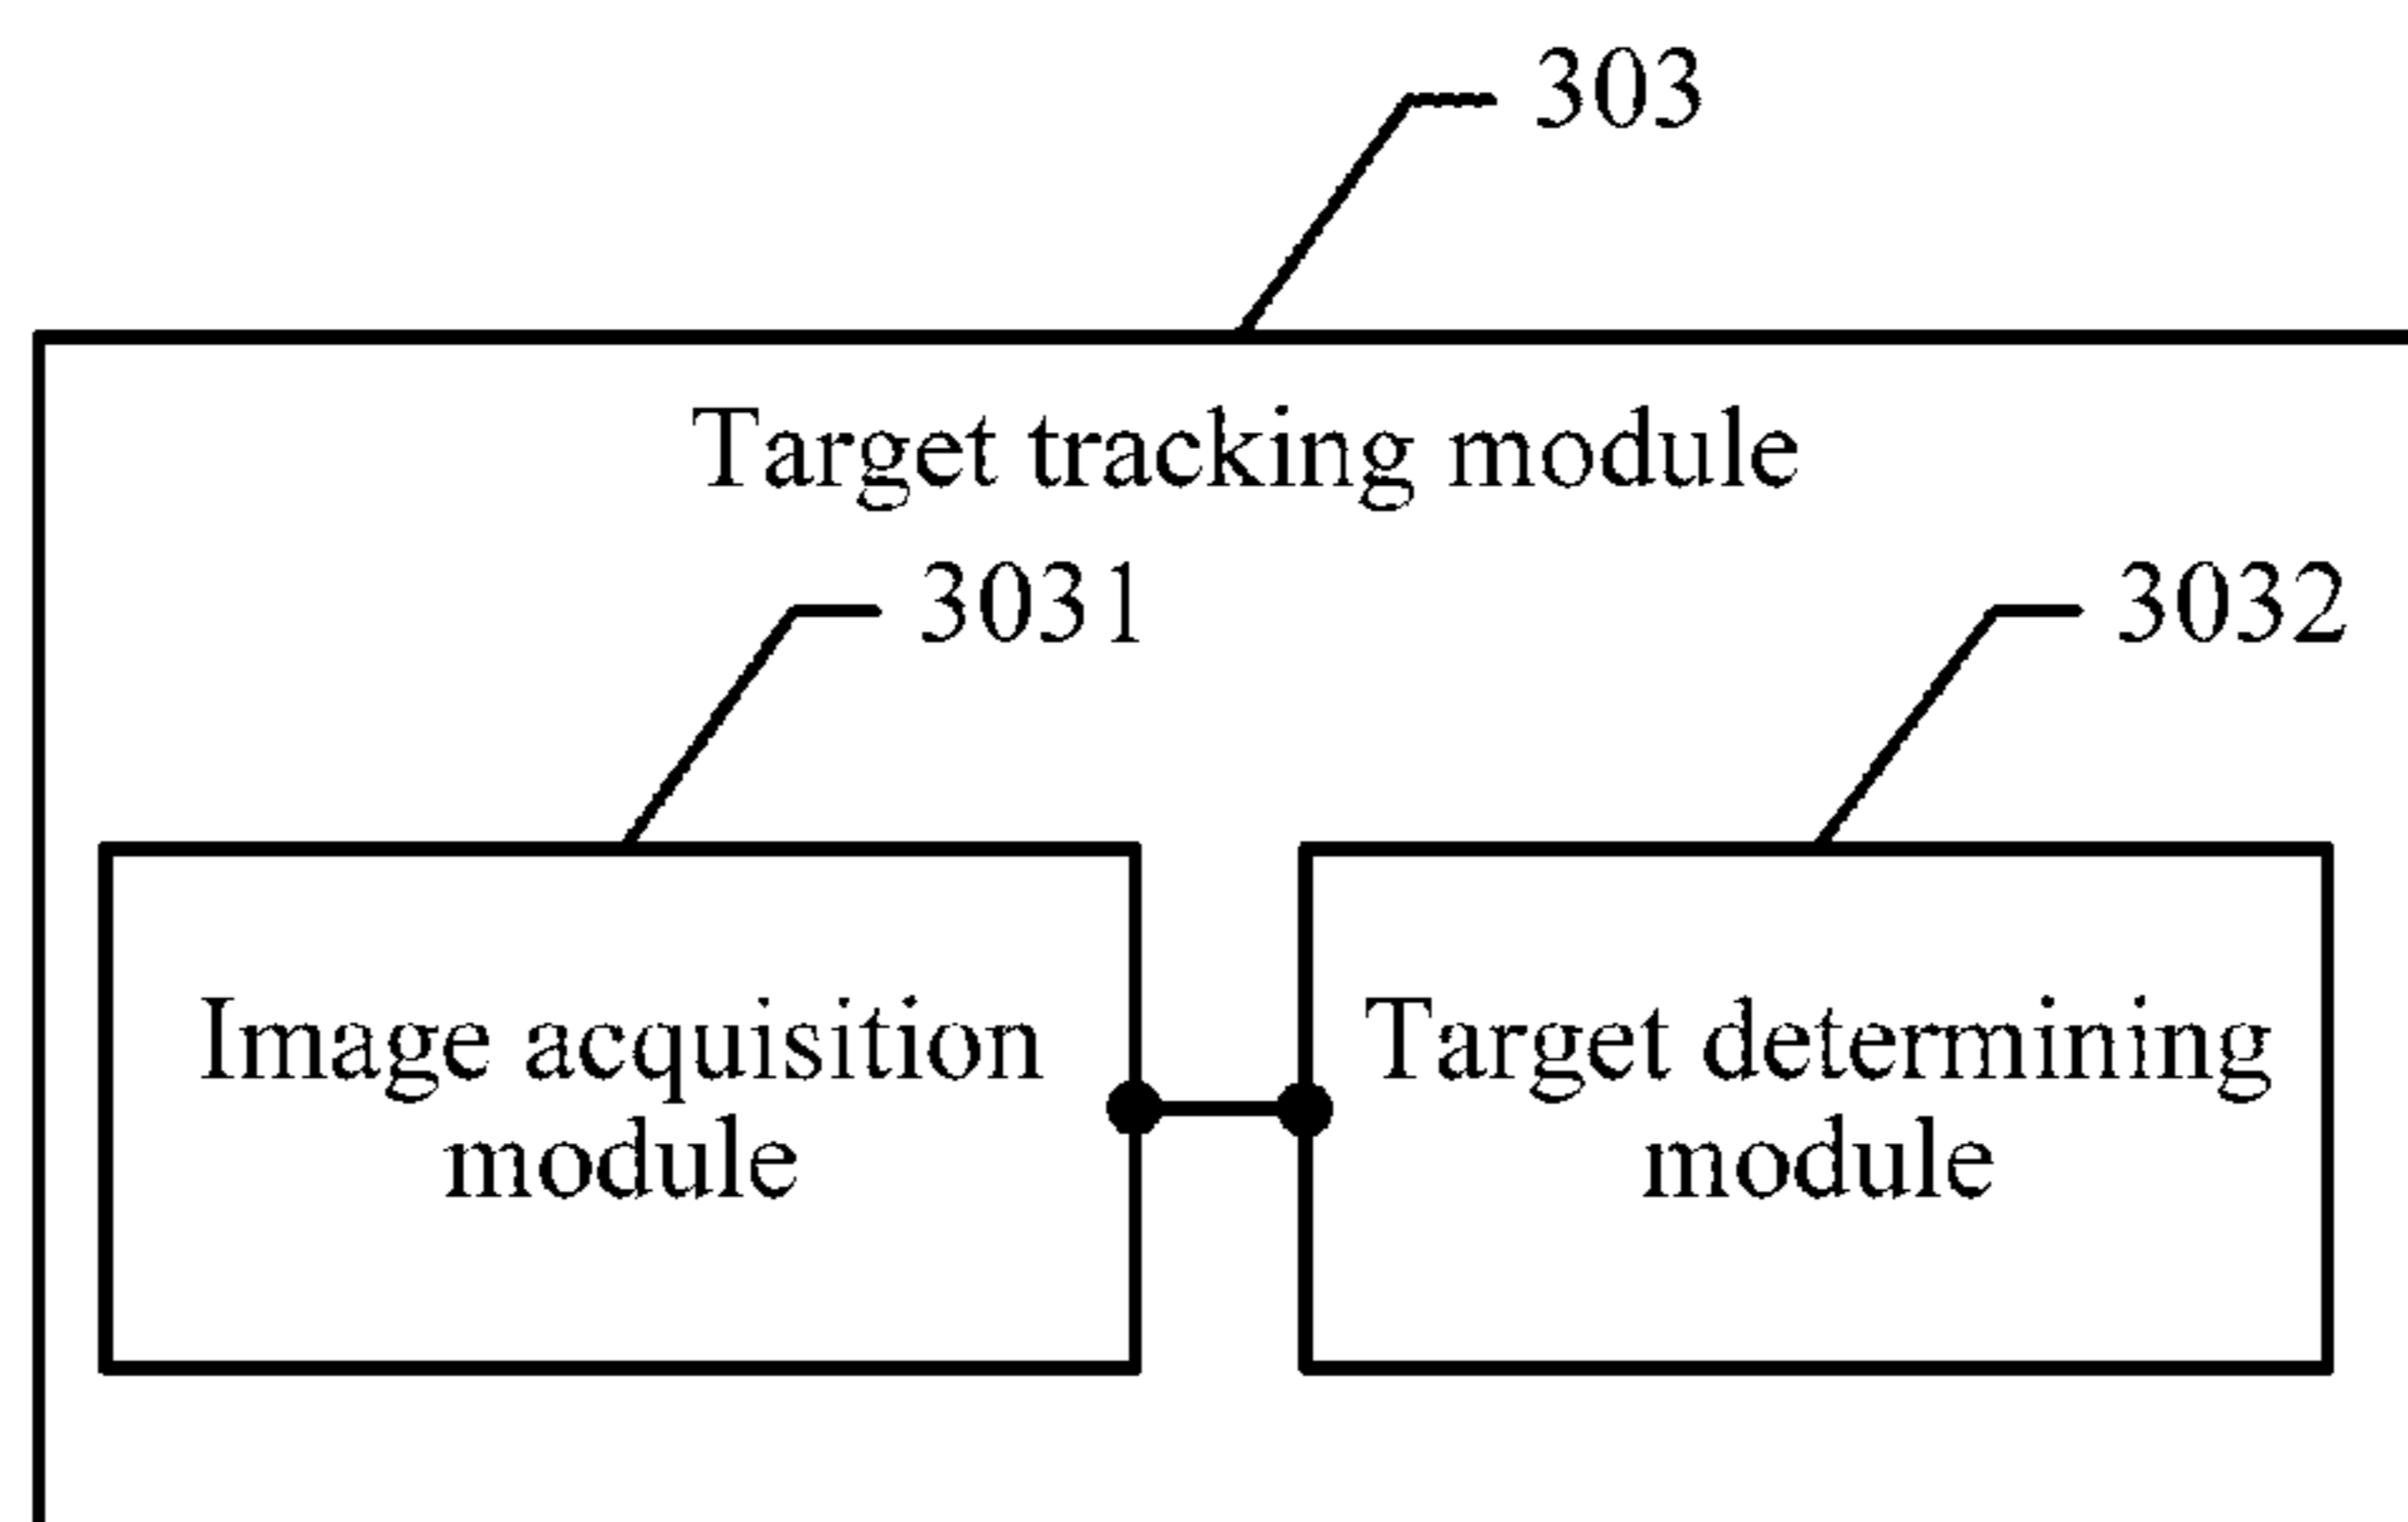 303
Target tracking module
3031
3032
Image acquisition
module
Target determining
module